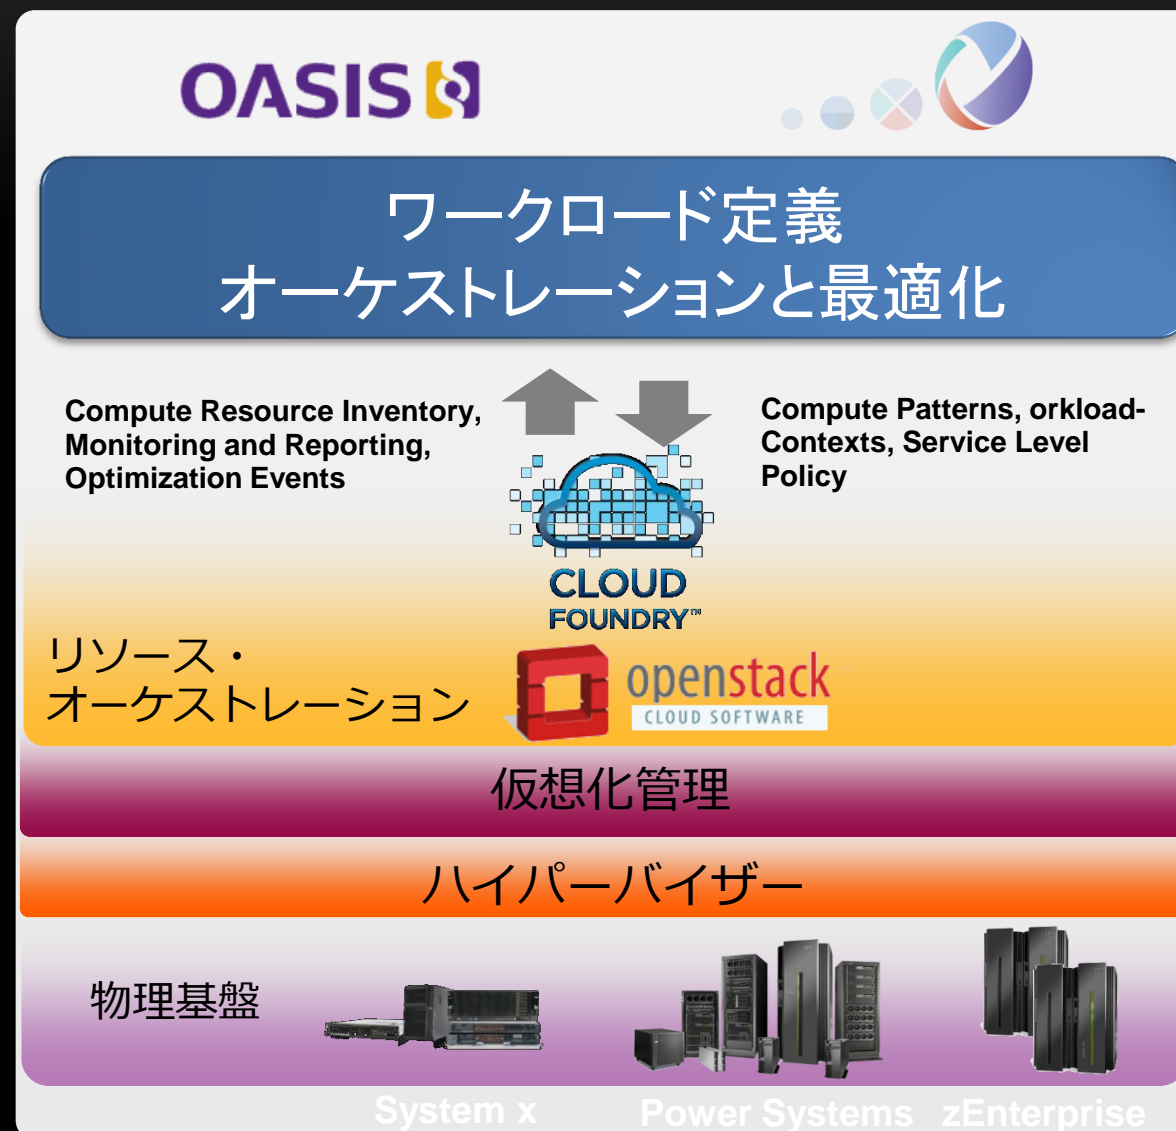 OASIS
ワークロード定義
オーケストレーションと最適化
Compute Resource Inventory,
Monitoring and Reporting,
Optimization Events
Compute Patterns, orkload-
Contexts, Service Level
Policy
CLOUD
FOUNDRY™
リソース・
オーケストレーション
openstack
CLOUD SOFTWARE
仮想化管理
ハイパーバイザー
物理基盤
System x
Power Systems
zEnterprise